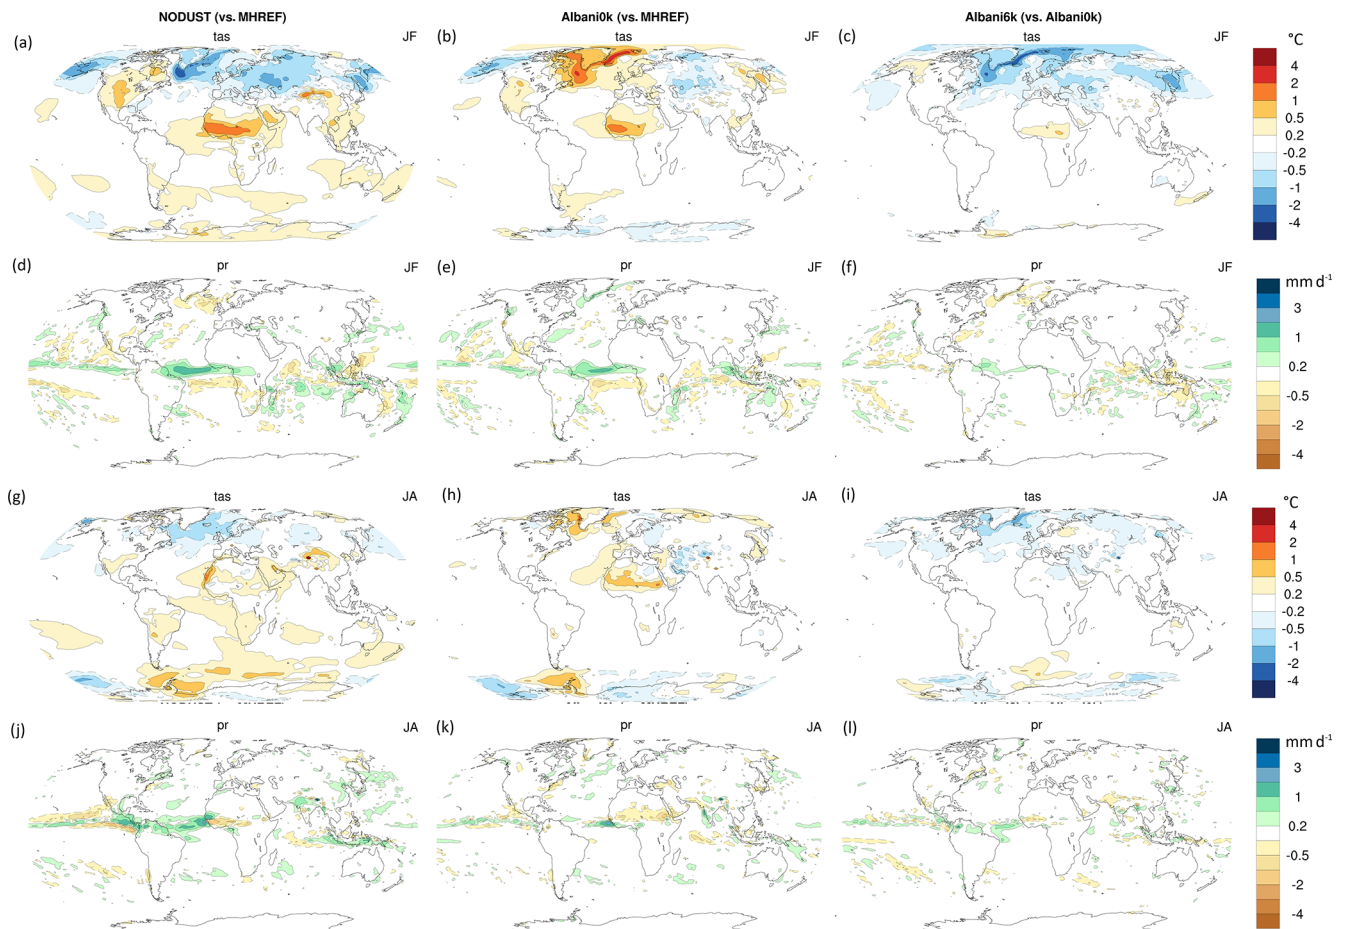 NODUST (vs. MHREF)
Albani0k (vs. MHREF)
Albani6k (vs. Albani0k)
(a) tas JF
(b) tas JF
(c) tas JF
°C
4
2
1
0.5
0.2
-0.2
-0.5
-1
-2
-4
(d) pr JF
(e) pr JF
(f) pr JF
mm d⁻¹
3
1
0.2
-0.5
-2
-4
(g) tas JA
(h) tas JA
(i) tas JA
°C
4
2
1
0.5
0.2
-0.2
-0.5
-1
-2
-4
(j) pr JA
(k) pr JA
(l) pr JA
mm d⁻¹
3
1
0.2
-0.5
-2
-4